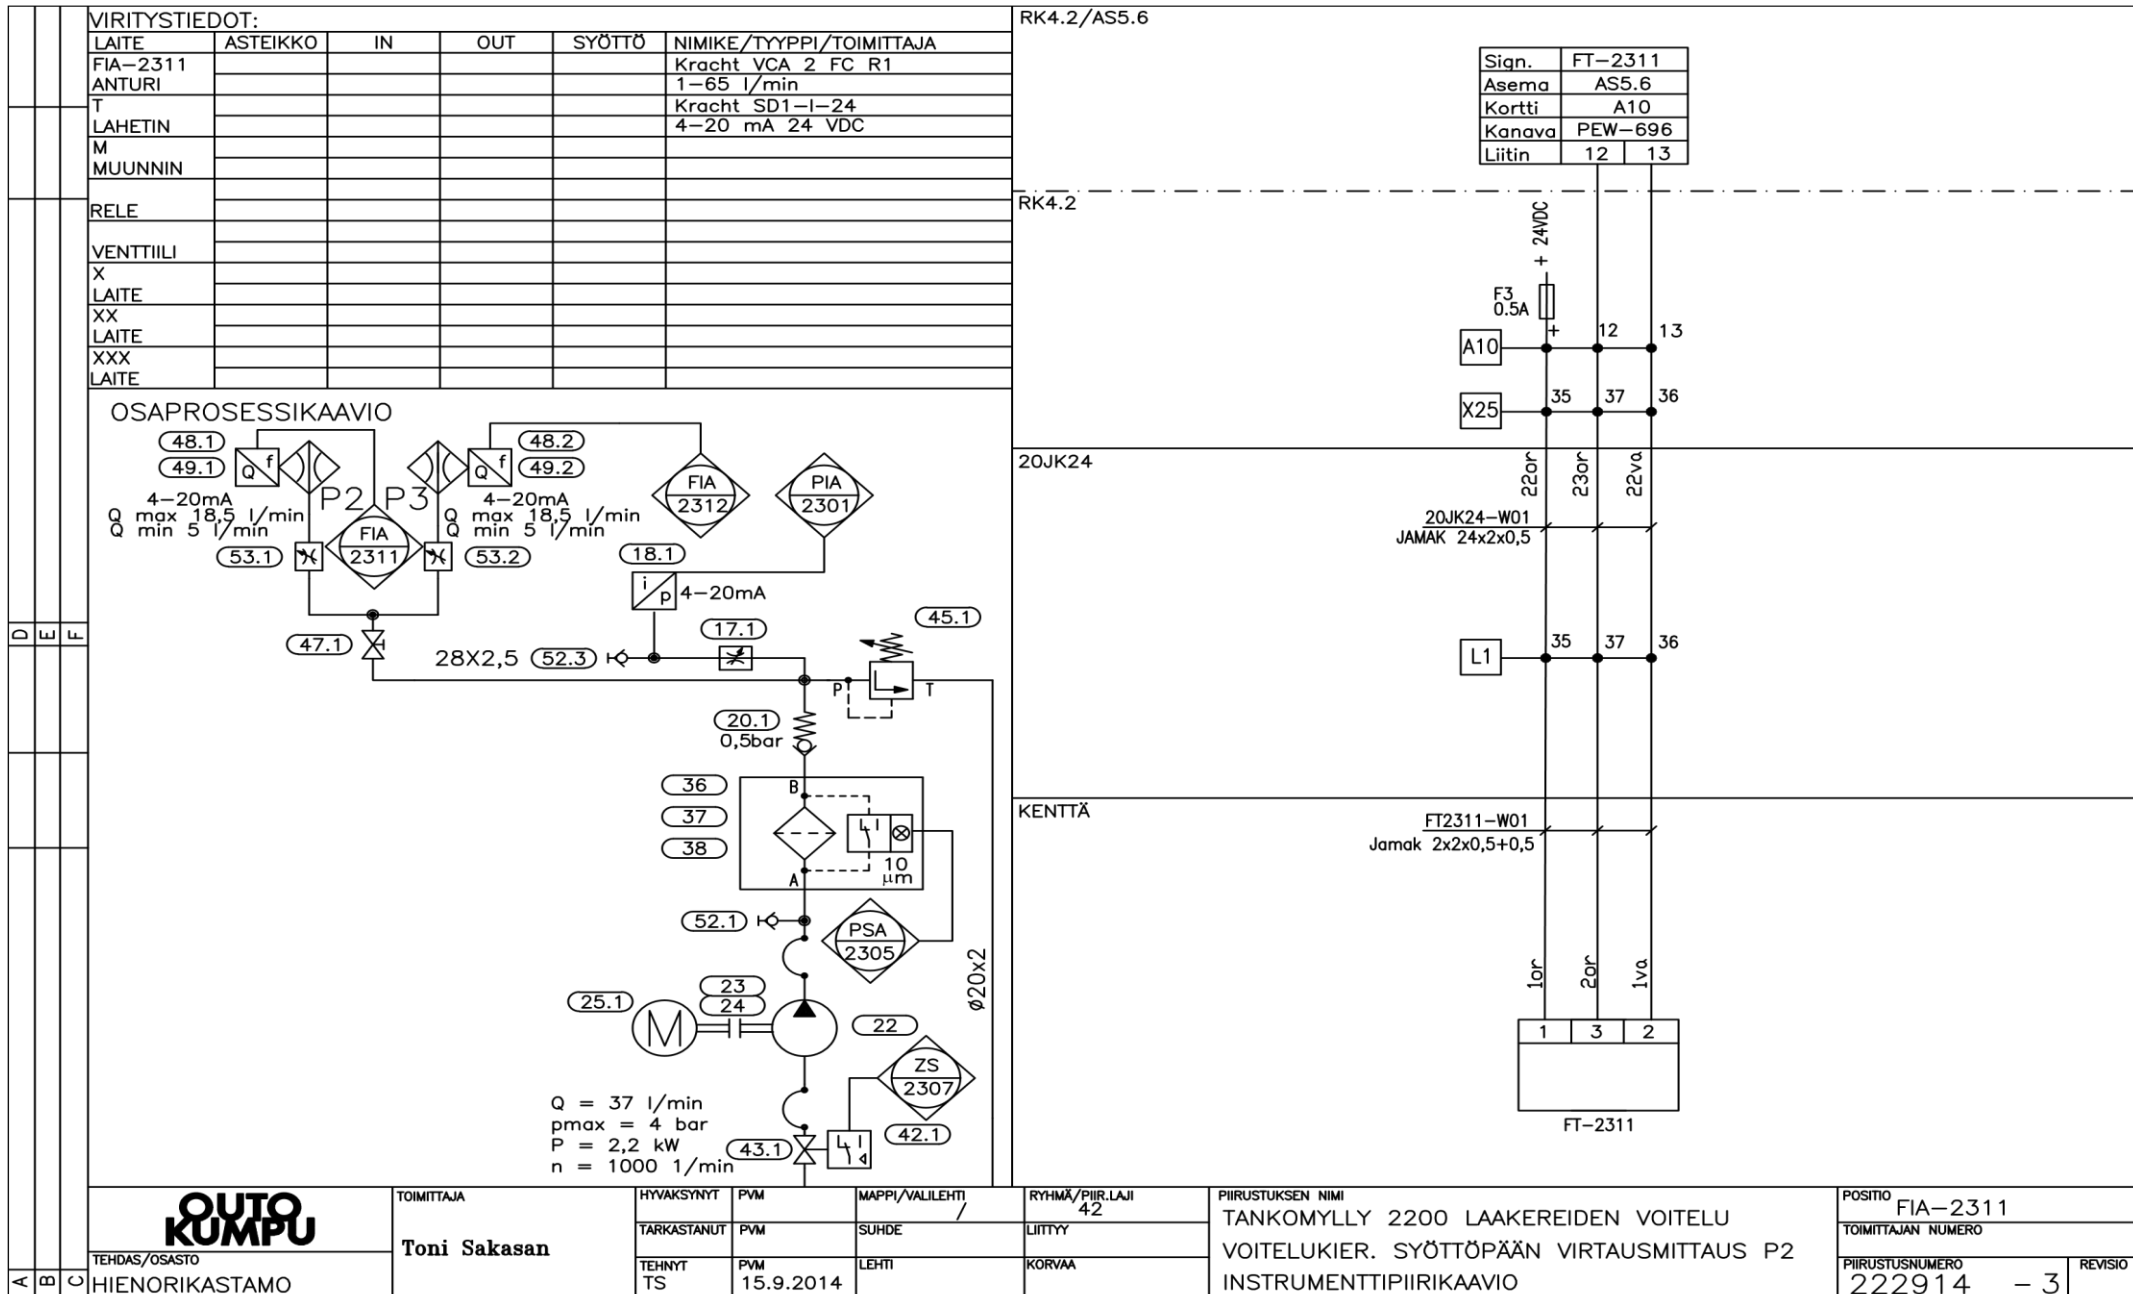 VIRITYSTIEDOT:
LAITE ASTEIKKO IN OUT SYÖTTÖ NIMIKE/TYYPPI/TOIMITTAJA
FIA-2311 Kracht VCA 2 FC R1
ANTURI 1-65 l/min
T Kracht SD1-I-24
LAHETIN 4-20 mA 24 VDC
M
MUUNNIN
RELE
VENTTIILI
X
LAITE
XX
LAITE
XXX
LAITE
OSAPROSESSIKAAVIO
48.1
49.1
Q f
4-20mA
Q max 18,5 l/min
Q min 5 l/min
53.1
P2
P3
FIA
2311
Q f
48.2
49.2
4-20mA
Q max 18,5 l/min
Q min 5 l/min
53.2
FIA
2312
PIA
2301
18.1
i
p
4-20mA
47.1
28X2,5
52.3
17.1
45.1
P
T
20.1
0,5bar
36
37
38
B
A
10
µm
52.1
PSA
2305
ø20x2
25.1
M
23
24
22
ZS
2307
42.1
43.1
Q = 37 l/min
pmax = 4 bar
P = 2,2 kW
n = 1000 1/min
RK4.2/AS5.6
Sign. FT-2311
Asema AS5.6
Kortti A10
Kanava PEW-696
Liitin 12 13
RK4.2
+ 24VDC
F3
0.5A
A10 + 12 13
X25 35 37 36
20JK24
22or 23or 22va
20JK24-W01
JAMAK 24x2x0,5
L1 35 37 36
KENTTÄ
FT2311-W01
Jamak 2x2x0,5+0,5
1or 2or 1va
1 3 2
FT-2311
D E F
A B C
OUTO
KUMPU
TEHDAS/OSASTO
HIENORIKASTAMO
TOIMITTAJA
Toni Sakasan
HYVAKSYNYT PVM MAPPI/VALILEHTI
/
TARKASTANUT PVM SUHDE
TEHNYT PVM LEHTI
TS 15.9.2014
RYHMÄ/PIIR.LAJI
42
LIITTYY
KORVAA
PIIRUSTUKSEN NIMI
TANKOMYLLY 2200 LAAKEREIDEN VOITELU
VOITELUKIER. SYÖTTÖPÄÄN VIRTAUSMITTAUS P2
INSTRUMENTTIPIIRIKAAVIO
POSITIO
FIA-2311
TOIMITTAJAN NUMERO
PIIRUSTUSNUMERO REVISIO
222914 - 3